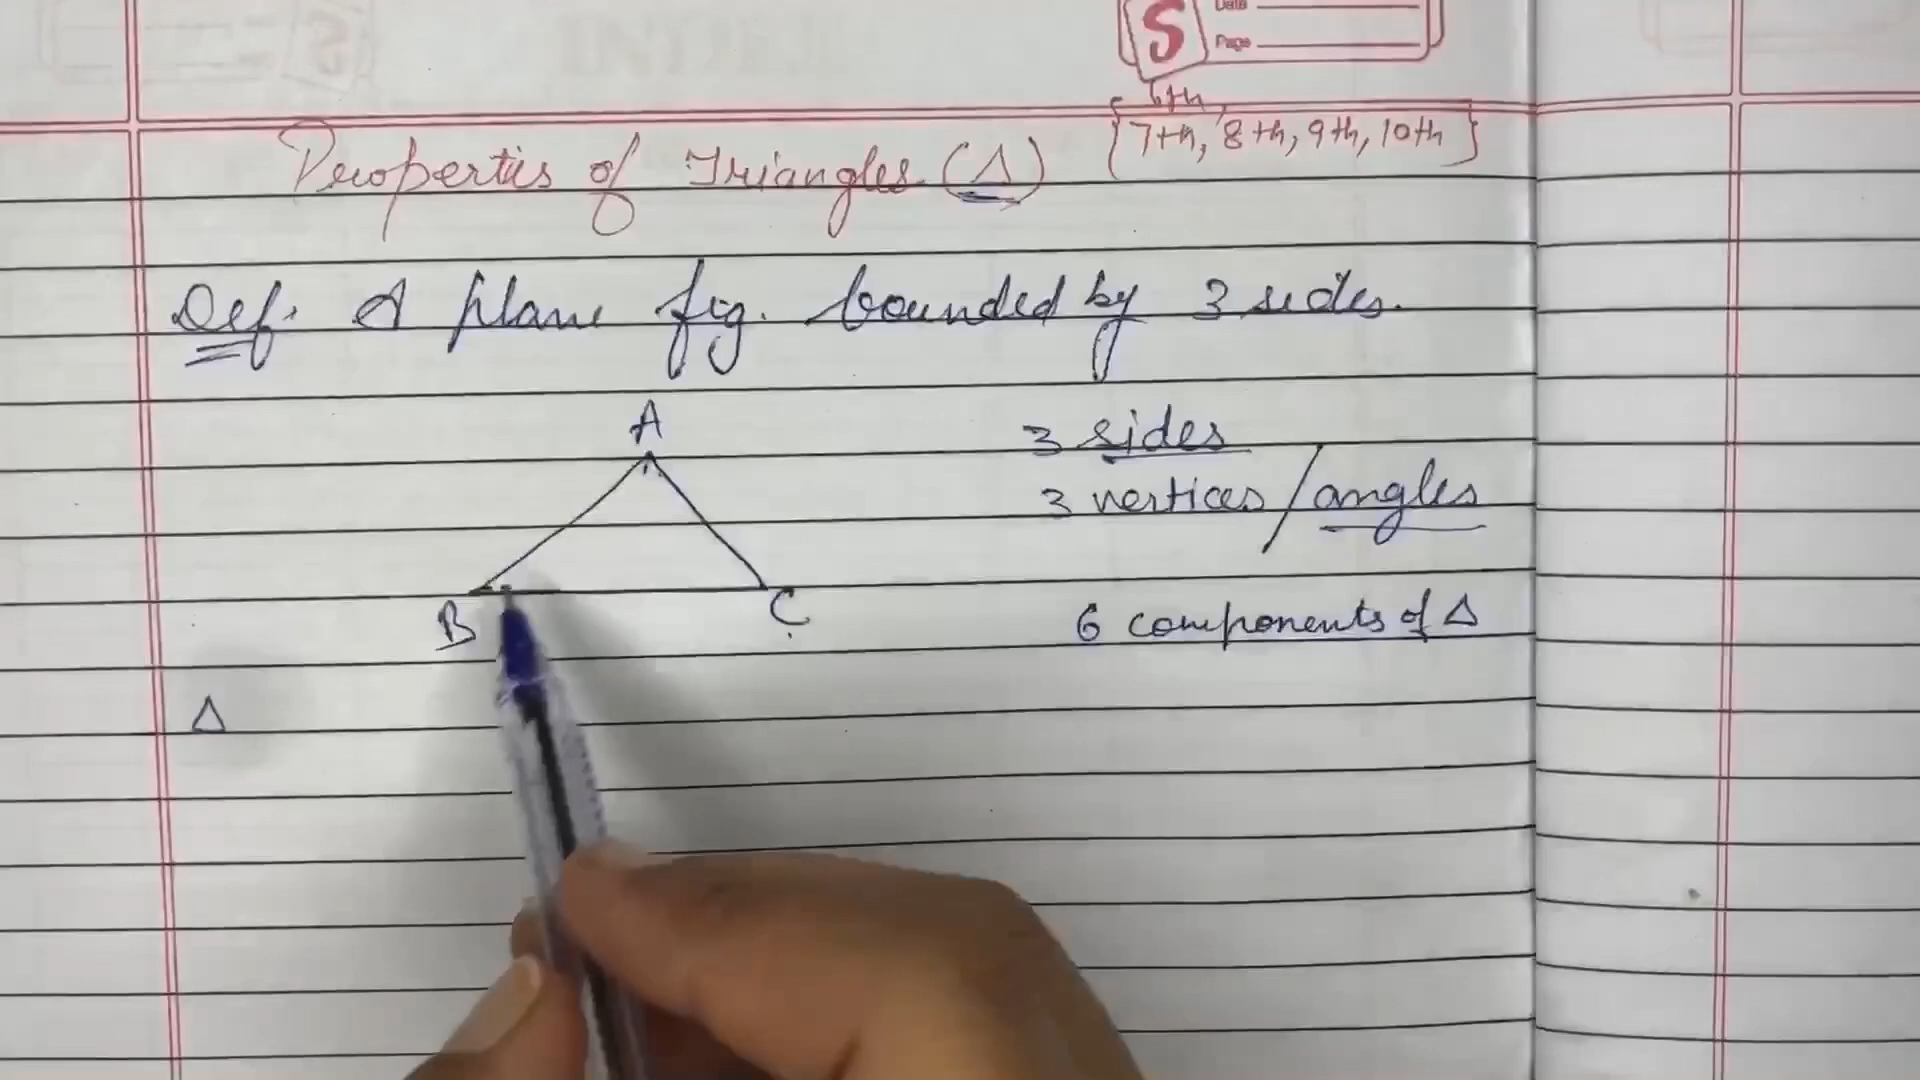 Date
S
Page
6th,
Propertis of Triangles (Δ) [7th, 8th, 9th, 10th]
Def: A plane fig. bounded by 3 sides.
A
3 sides
3 vertices / angles
B C
6 components of Δ
Δ